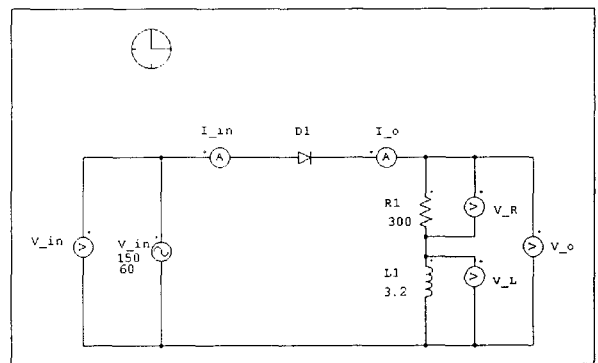 I_in D1 I_o
R1
300
V_R
V_in
V_in
150
60
V_o
L1
3.2
V_L
A
A
V
V
V
V